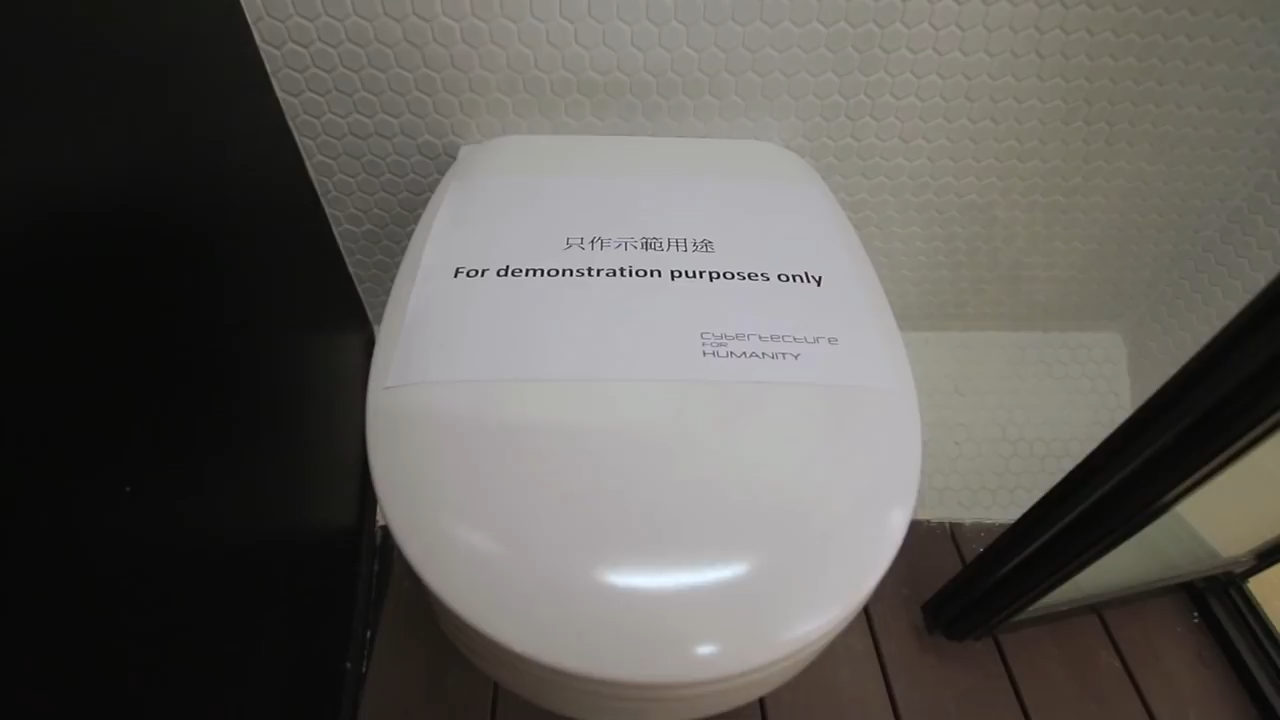 只作示範用途
For demonstration purposes only
cybertecture
FOR
HUMANITY